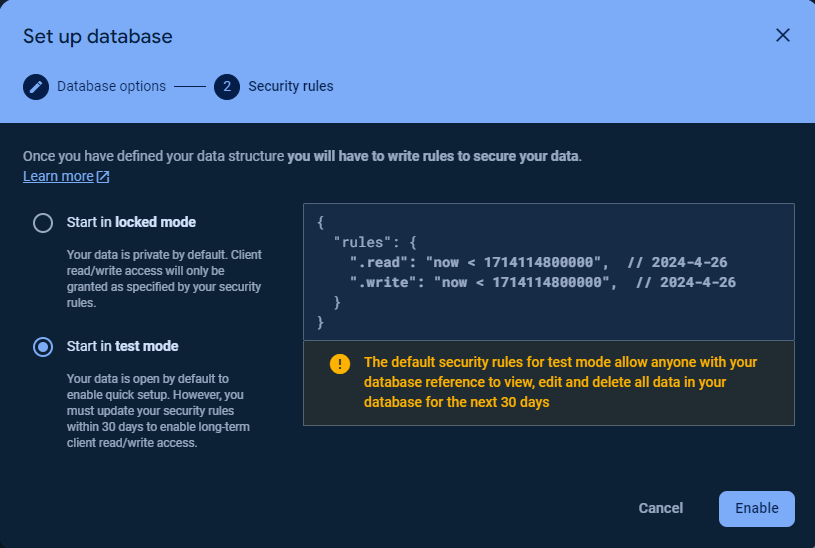 Set up database
Database options
2 Security rules
Once you have defined your data structure you will have to write rules to secure your data.
Learn more
Start in locked mode
Your data is private by default. Client
read/write access will only be
granted as specified by your security
rules.
Start in test mode
Your data is open by default to
enable quick setup. However, you
must update your security rules
within 30 days to enable long-term
client read/write access.
{
  "rules": {
    ".read": "now < 1714114800000",  // 2024-4-26
    ".write": "now < 1714114800000",  // 2024-4-26
  }
}
The default security rules for test mode allow anyone with your
database reference to view, edit and delete all data in your
database for the next 30 days
Cancel
Enable